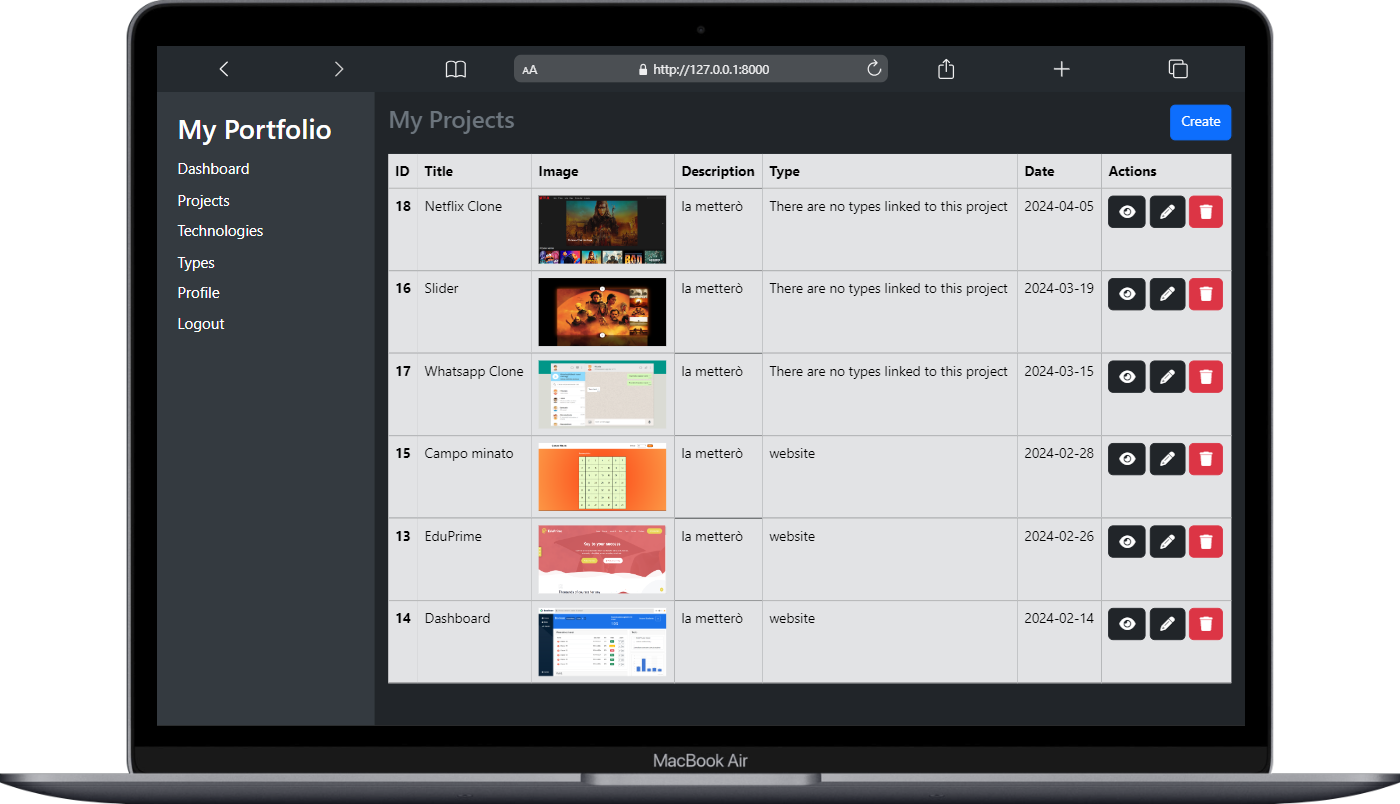 AA http://127.0.0.1:8000
My Portfolio
Dashboard
Projects
Technologies
Types
Profile
Logout
My Projects
Create
ID Title Image Description Type Date Actions
18 Netflix Clone la metterò There are no types linked to this project 2024-04-05
16 Slider la metterò There are no types linked to this project 2024-03-19
17 Whatsapp Clone la metterò There are no types linked to this project 2024-03-15
15 Campo minato la metterò website 2024-02-28
13 EduPrime la metterò website 2024-02-26
Key to your success
14 Dashboard la metterò website 2024-02-14
MacBook Air